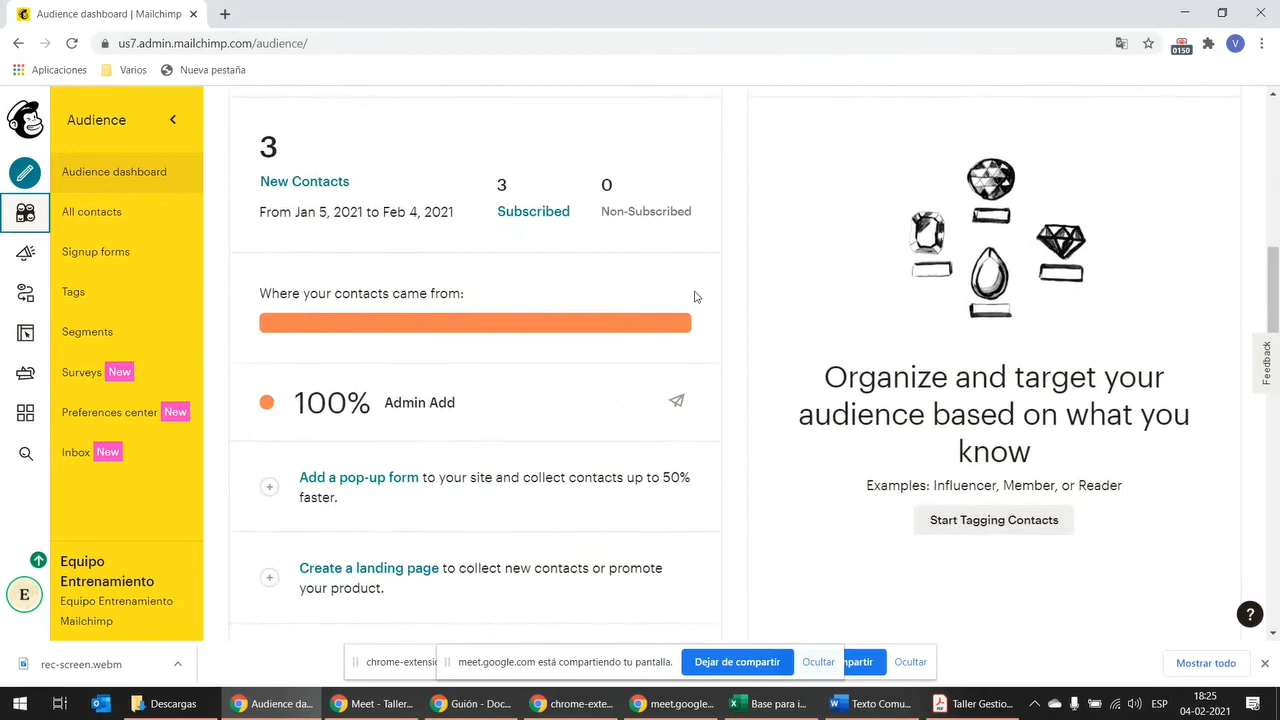 Audience dashboard | Mailchimp
us7.admin.mailchimp.com/audience/
0150
V
Aplicaciones
Varios
Nueva pestaña
Audience
Audience dashboard
All contacts
Signup forms
Tags
Segments
Surveys New
Preferences center New
Inbox New
E
Equipo
Entrenamiento
Equipo Entrenamiento
Mailchimp
3
New Contacts
From Jan 5, 2021 to Feb 4, 2021
3
Subscribed
0
Non-Subscribed
Where your contacts came from:
100% Admin Add
Add a pop-up form to your site and collect contacts up to 50%
faster.
Create a landing page to collect new contacts or promote
your product.
Organize and target your
audience based on what you
know
Examples: Influencer, Member, or Reader
Start Tagging Contacts
Feedback
?
rec-screen.webm
chrome-extensi
meet.google.com está compartiendo tu pantalla.
Dejar de compartir
Ocultar
npartir
Ocultar
Mostrar todo
Descargas
Audience da...
Meet - Taller...
Guión - Doc...
chrome-exte...
meet.google...
Base para i...
Texto Comu...
Taller Gestio...
ESP
18:25
04-02-2021